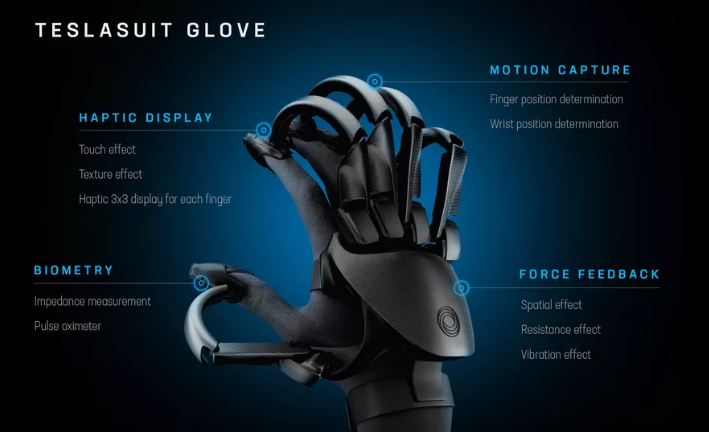 TESLASUIT GLOVE
MOTION CAPTURE
Finger position determination
Wrist position determination
HAPTIC DISPLAY
Touch effect
Texture effect
Haptic 3x3 display for each finger
BIOMETRY
Impedance measurement
Pulse oximeter
FORCE FEEDBACK
Spatial effect
Resistance effect
Vibration effect